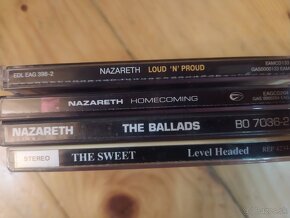 EDL EAG 398-2 NAZARETH LOUD 'N' PROUD
NAZARETH HOMECOMING
NAZARETH THE BALLADS BO 7036-2
STEREO THE SWEET Level Headed